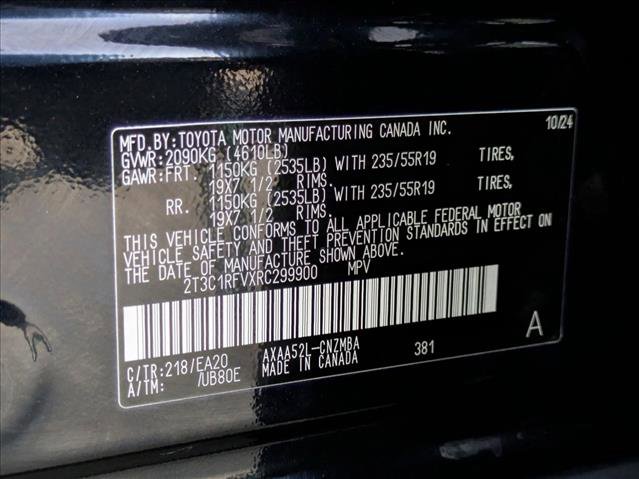 MFD.BY:TOYOTA MOTOR MANUFACTURING CANADA INC. 10/24
GVWR:2090KG (4610LB)
GAWR:FRT. 1150KG (2535LB) WITH 235/55R19 TIRES,
19X7 1/2 RIMS.
RR. 1150KG (2535LB) WITH 235/55R19 TIRES,
19X7 1/2 RIMS.
THIS VEHICLE CONFORMS TO ALL APPLICABLE FEDERAL MOTOR
VEHICLE SAFETY AND THEFT PREVENTION STANDARDS IN EFFECT ON
THE DATE OF MANUFACTURE SHOWN ABOVE.
2T3C1RFVXRC299900 MPV
C/TR:218/EA20 AXAA52L-CNZMBA 381 A
A/TM: /UB80E MADE IN CANADA